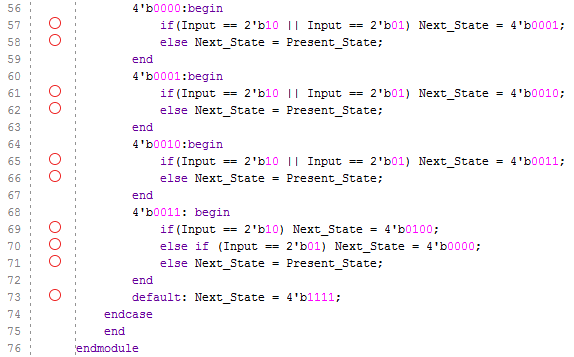 56 4'b0000:begin
57 if(Input == 2'b10 || Input == 2'b01) Next_State = 4'b0001;
58 else Next_State = Present_State;
59 end
60 4'b0001:begin
61 if(Input == 2'b10 || Input == 2'b01) Next_State = 4'b0010;
62 else Next_State = Present_State;
63 end
64 4'b0010:begin
65 if(Input == 2'b10 || Input == 2'b01) Next_State = 4'b0011;
66 else Next_State = Present_State;
67 end
68 4'b0011: begin
69 if(Input == 2'b10) Next_State = 4'b0100;
70 else if (Input == 2'b01) Next_State = 4'b0000;
71 else Next_State = Present_State;
72 end
73 default: Next_State = 4'b1111;
74 endcase
75 end
76 endmodule